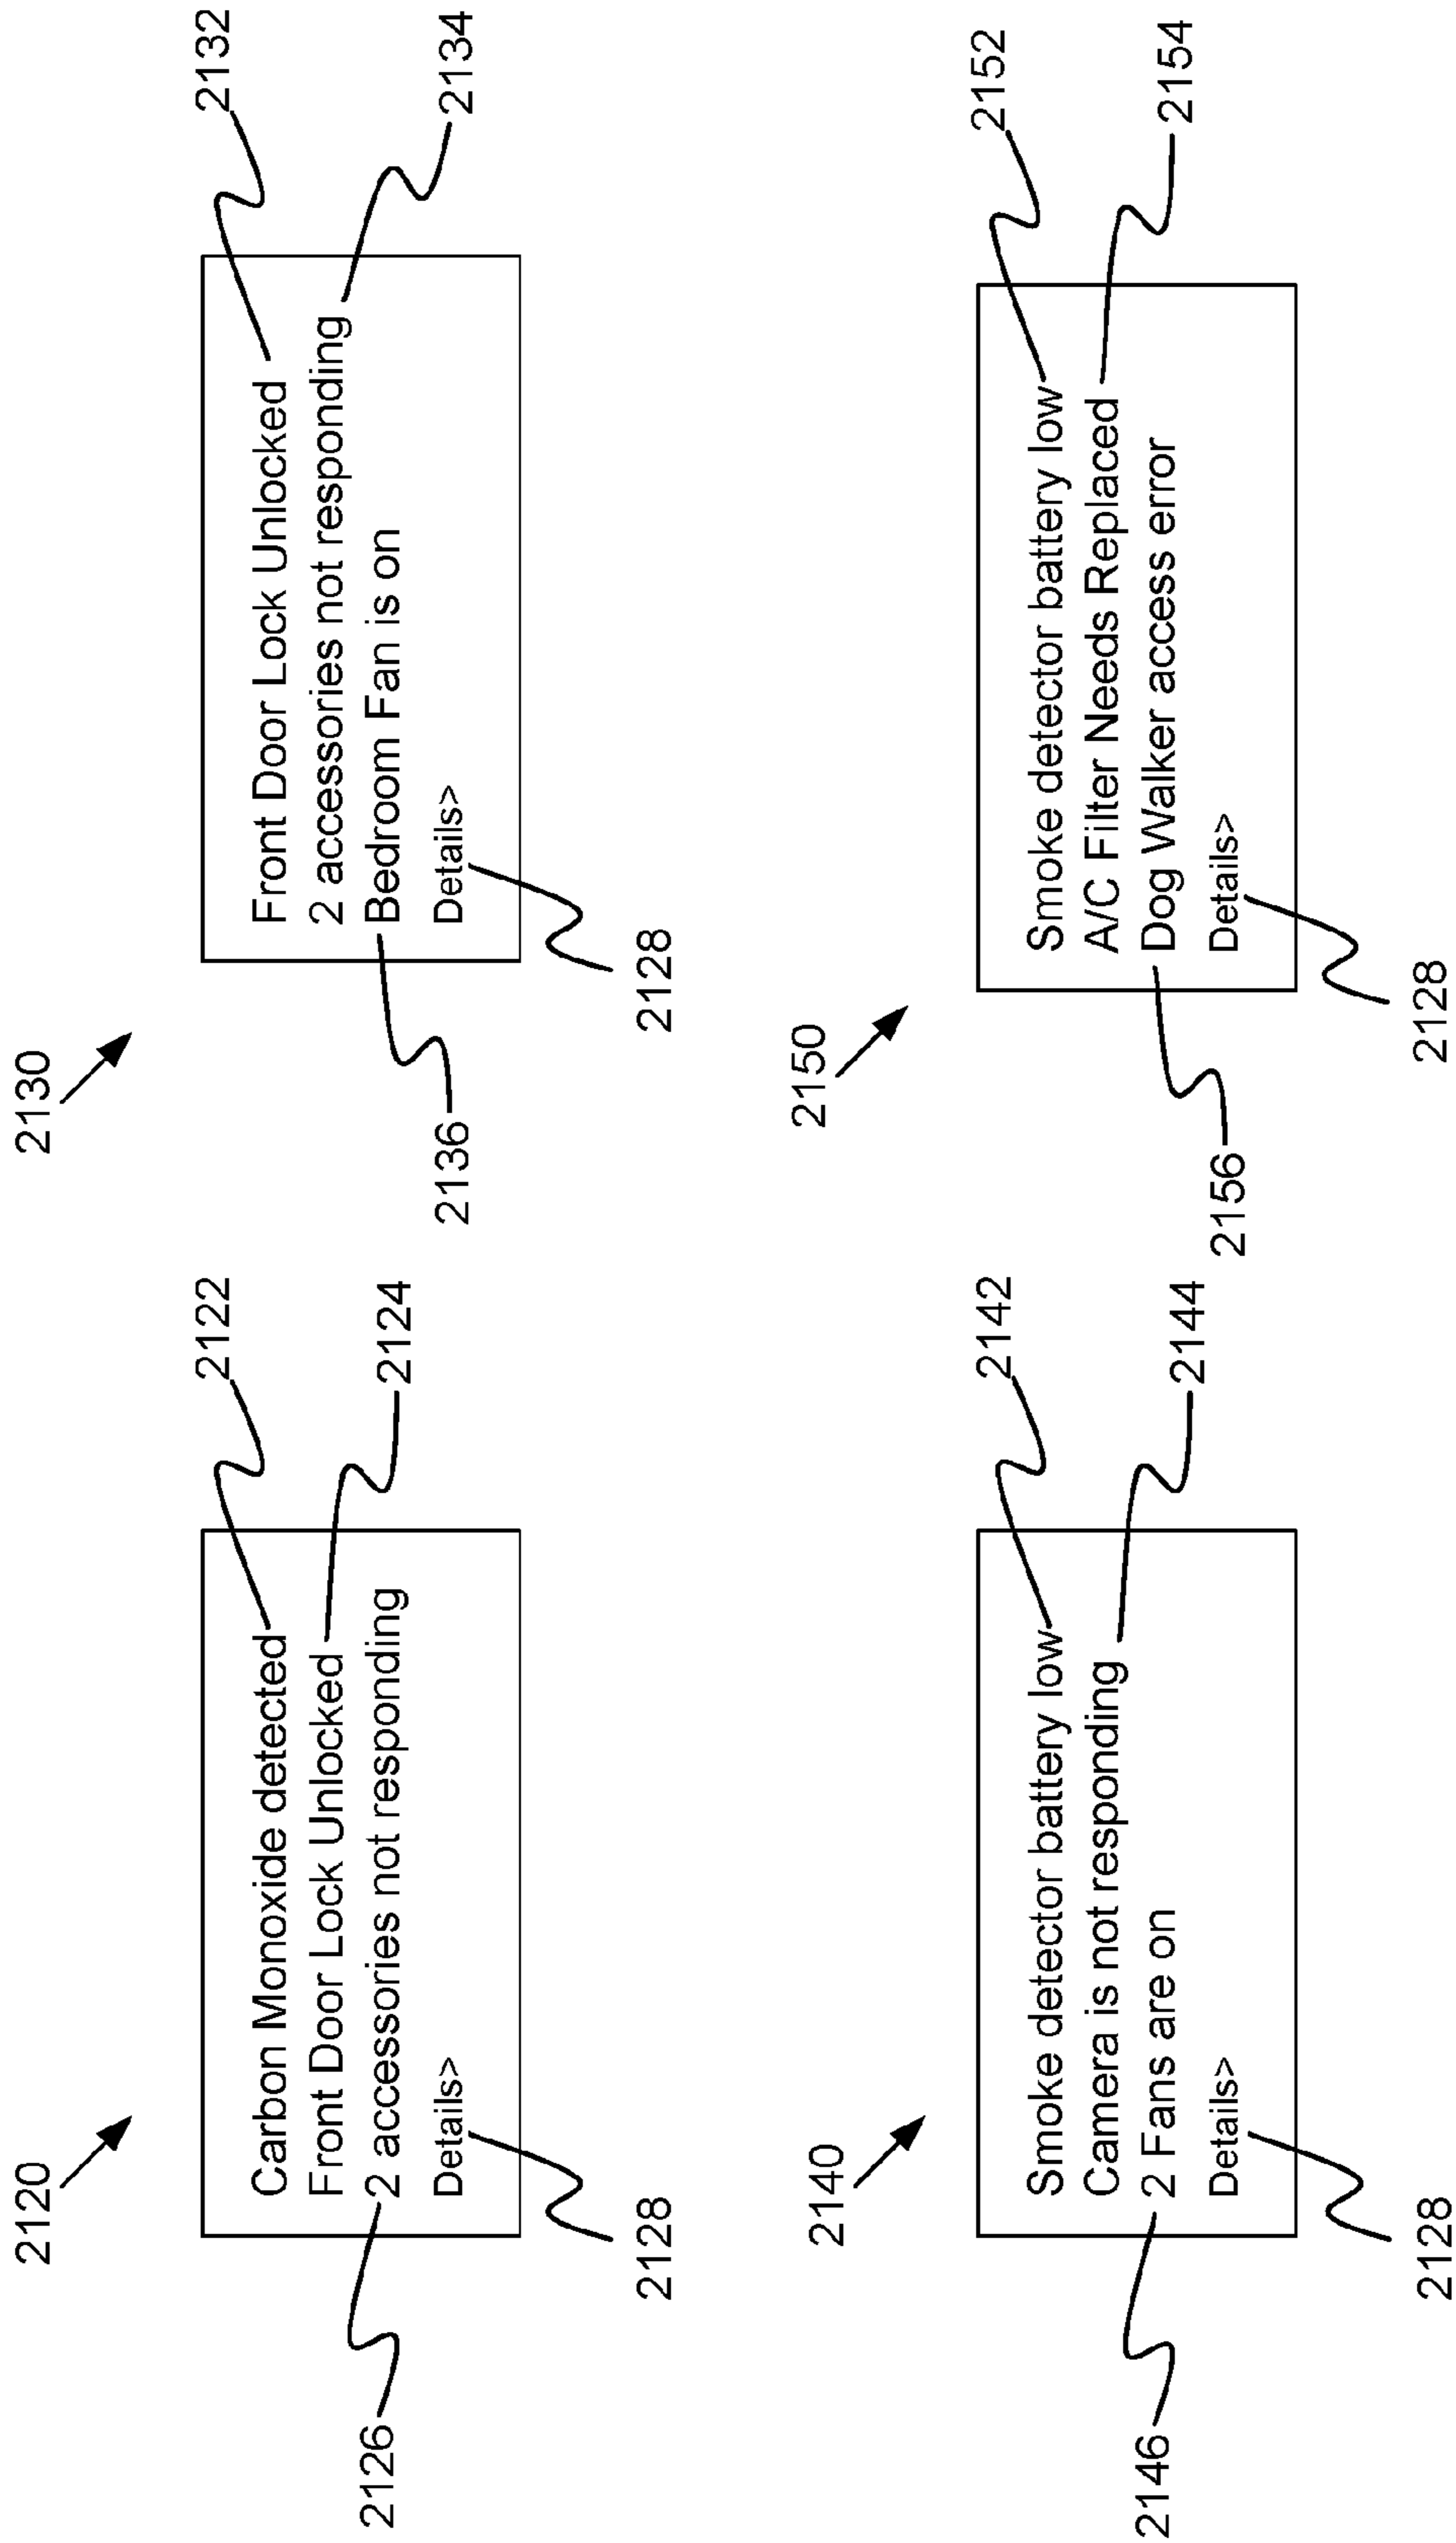 2120
Carbon Monoxide detected
Front Door Lock Unlocked
2 accessories not responding
Details>
2122
2124
2126
2128
2130
Front Door Lock Unlocked
2 accessories not responding
Bedroom Fan is on
Details>
2132
2134
2136
2128
2140
Smoke detector battery low
Camera is not responding
2 Fans are on
Details>
2142
2144
2146
2128
2150
Smoke detector battery low
A/C Filter Needs Replaced
Dog Walker access error
Details>
2152
2154
2156
2128